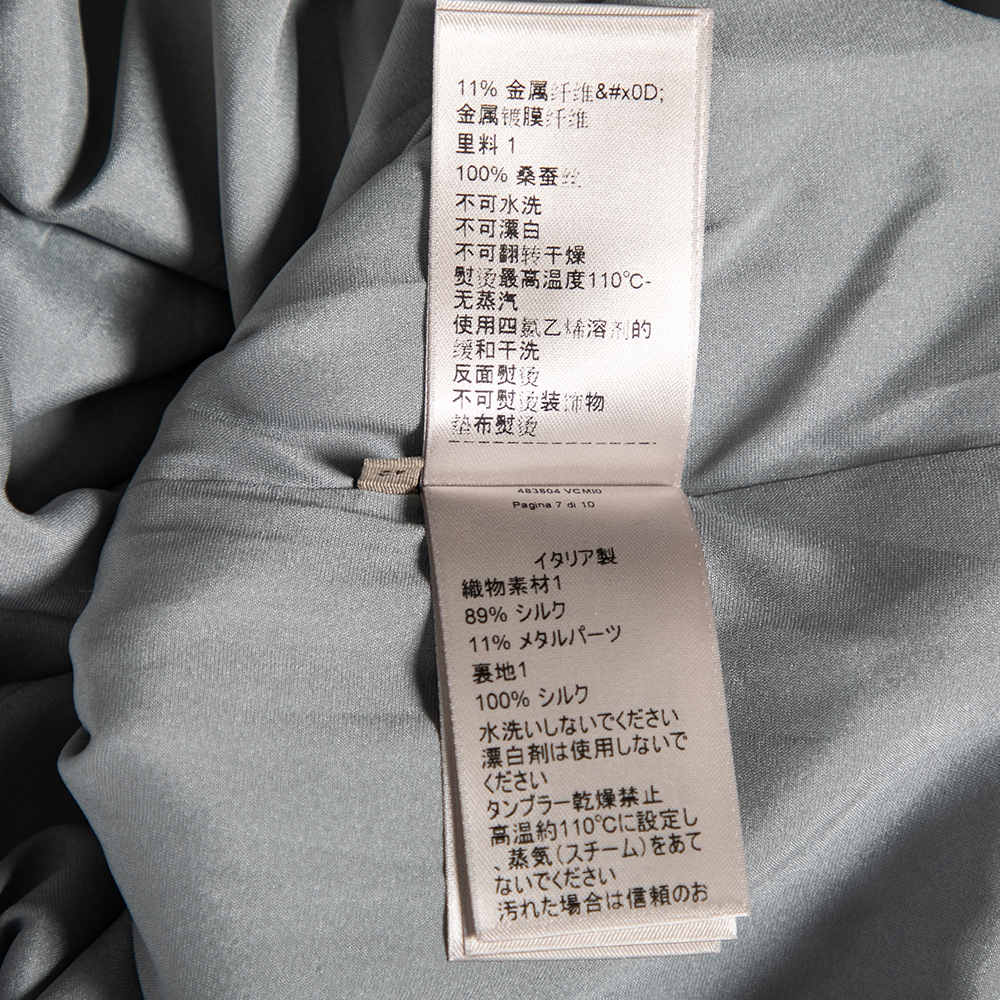 11% 金属纤维&#x0D;
金属镀膜纤维
里料 1
100% 桑蚕丝
不可水洗
不可漂白
不可翻转干燥
熨烫最高温度110℃-
无蒸汽
使用四氯乙烯溶剂的
缓和干洗
反面熨烫
不可熨烫装饰物
垫布熨烫
483804 VCMI0
Pagina 7 di 10
イタリア製
織物素材1
89% シルク
11% メタルパーツ
裏地1
100% シルク
水洗いしないでください
漂白剤は使用しないで
ください
タンブラー乾燥禁止
高温約110℃に設定し
、蒸気(スチーム)をあて
ないでください
汚れた場合は信頼のお